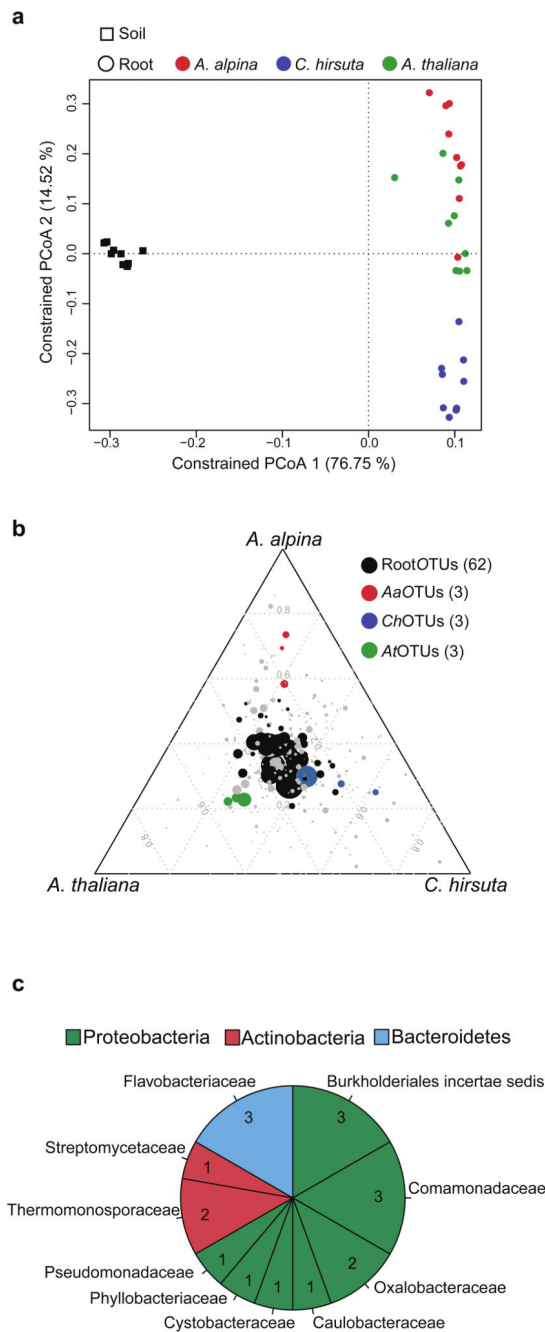 a
Soil
Root A. alpina C. hirsuta A. thaliana
Constrained PCoA 2 (14.52 %)
0.3
0.2
0.1
0.0
−0.1
−0.2
−0.3
−0.3 −0.2 −0.1 0.0 0.1
Constrained PCoA 1 (76.75 %)
b
A. alpina
RootOTUs (62)
AaOTUs (3)
ChOTUs (3)
AtOTUs (3)
0.8
0.6
0.8
0.8
A. thaliana C. hirsuta
c
Proteobacteria Actinobacteria Bacteroidetes
Flavobacteriaceae Burkholderiales incertae sedis
3 3
Streptomycetaceae
1
Comamonadaceae
3
Thermomonosporaceae
2
1 2
Pseudomonadaceae Oxalobacteraceae
1 1 1
Phyllobacteriaceae
Cystobacteraceae Caulobacteraceae